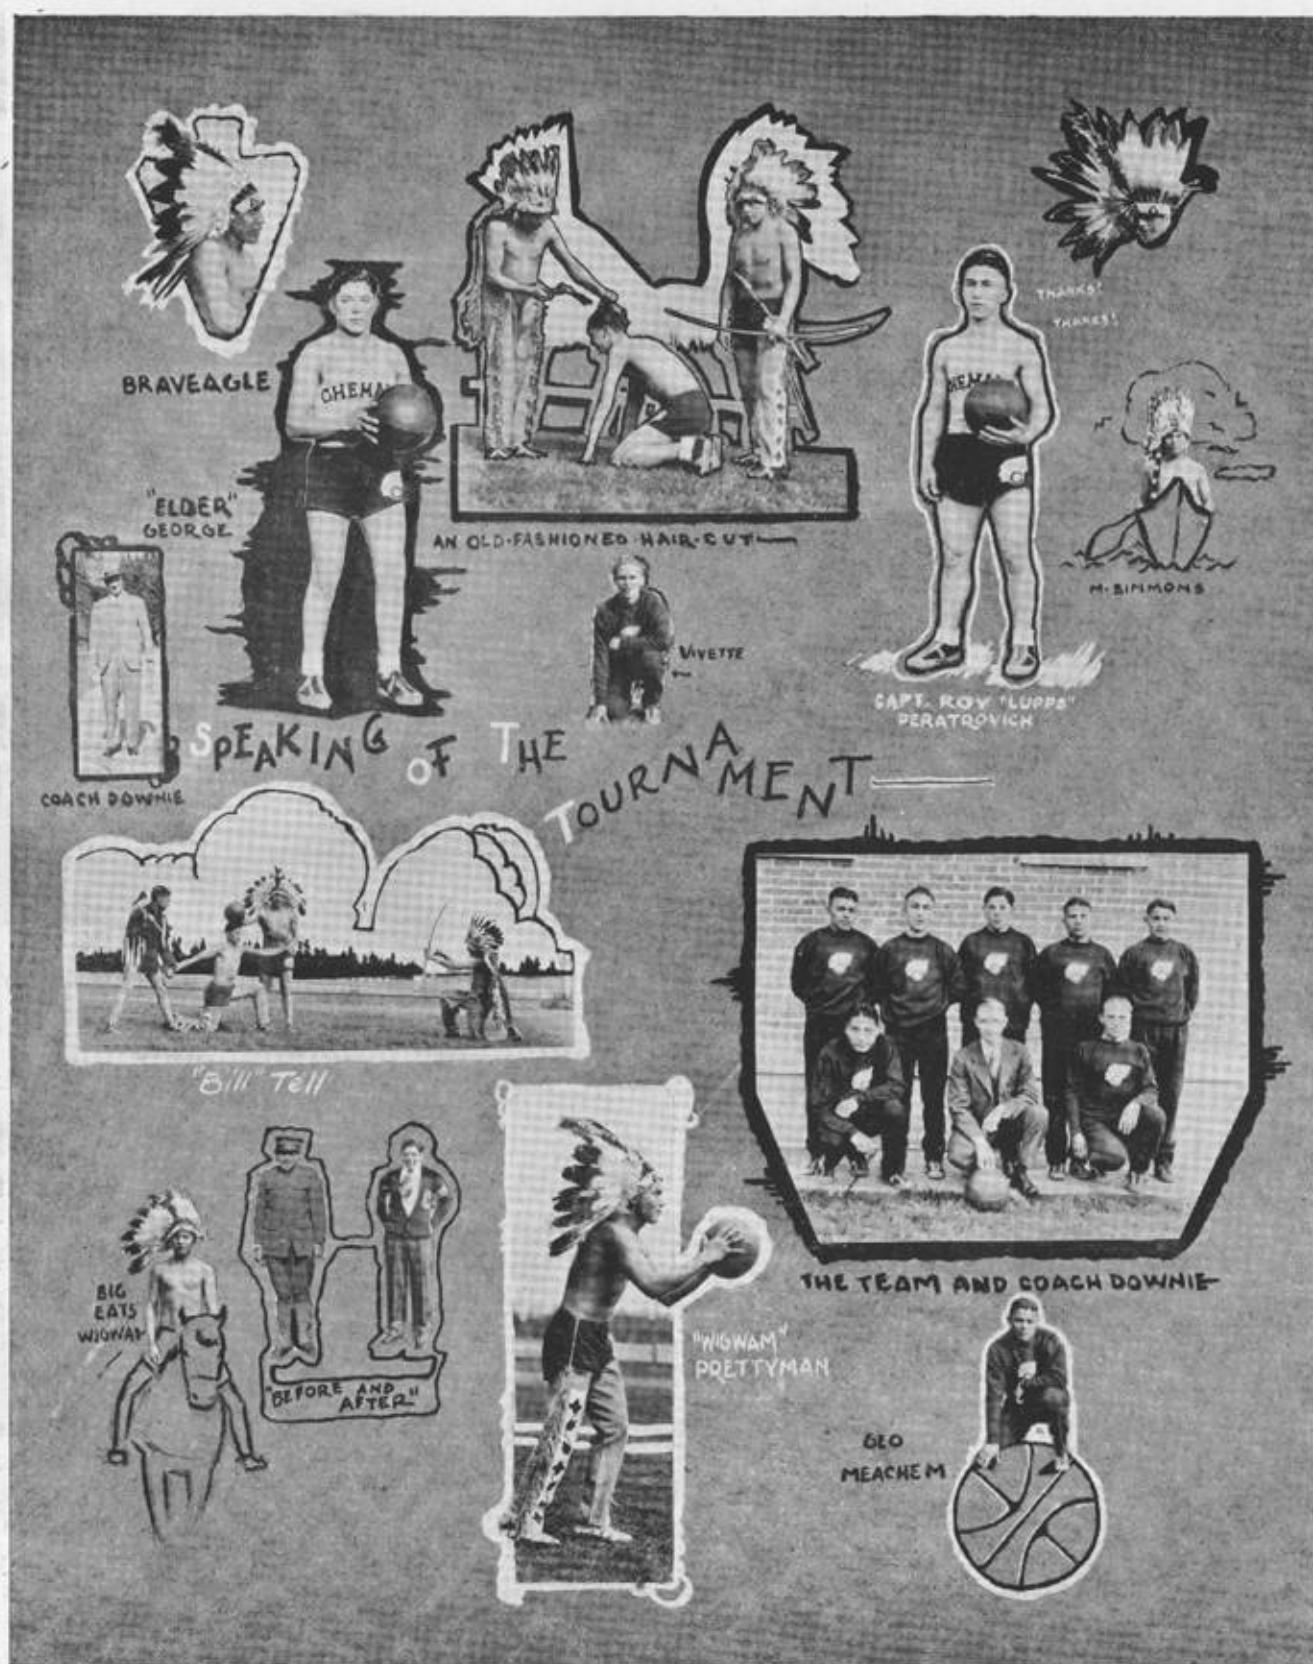 BRAVEAGLE
CHEMA
"ELDER"
GEORGE
AN OLD-FASHIONED HAIR-CUT
THANKS!
THANKS!
HEMA
M. SIMMONS
VIVETTE
CAPT. ROY "LUPPS"
PERATROVICH
COACH DOWNIE
SPEAKING OF THE
TOURNAMENT
"Bill" Tell
THE TEAM AND COACH DOWNIE
BIG
EATS
WIGWAM
"BEFORE AND
AFTER"
"WIGWAM"
PRETTYMAN
GEO
MEACHEM